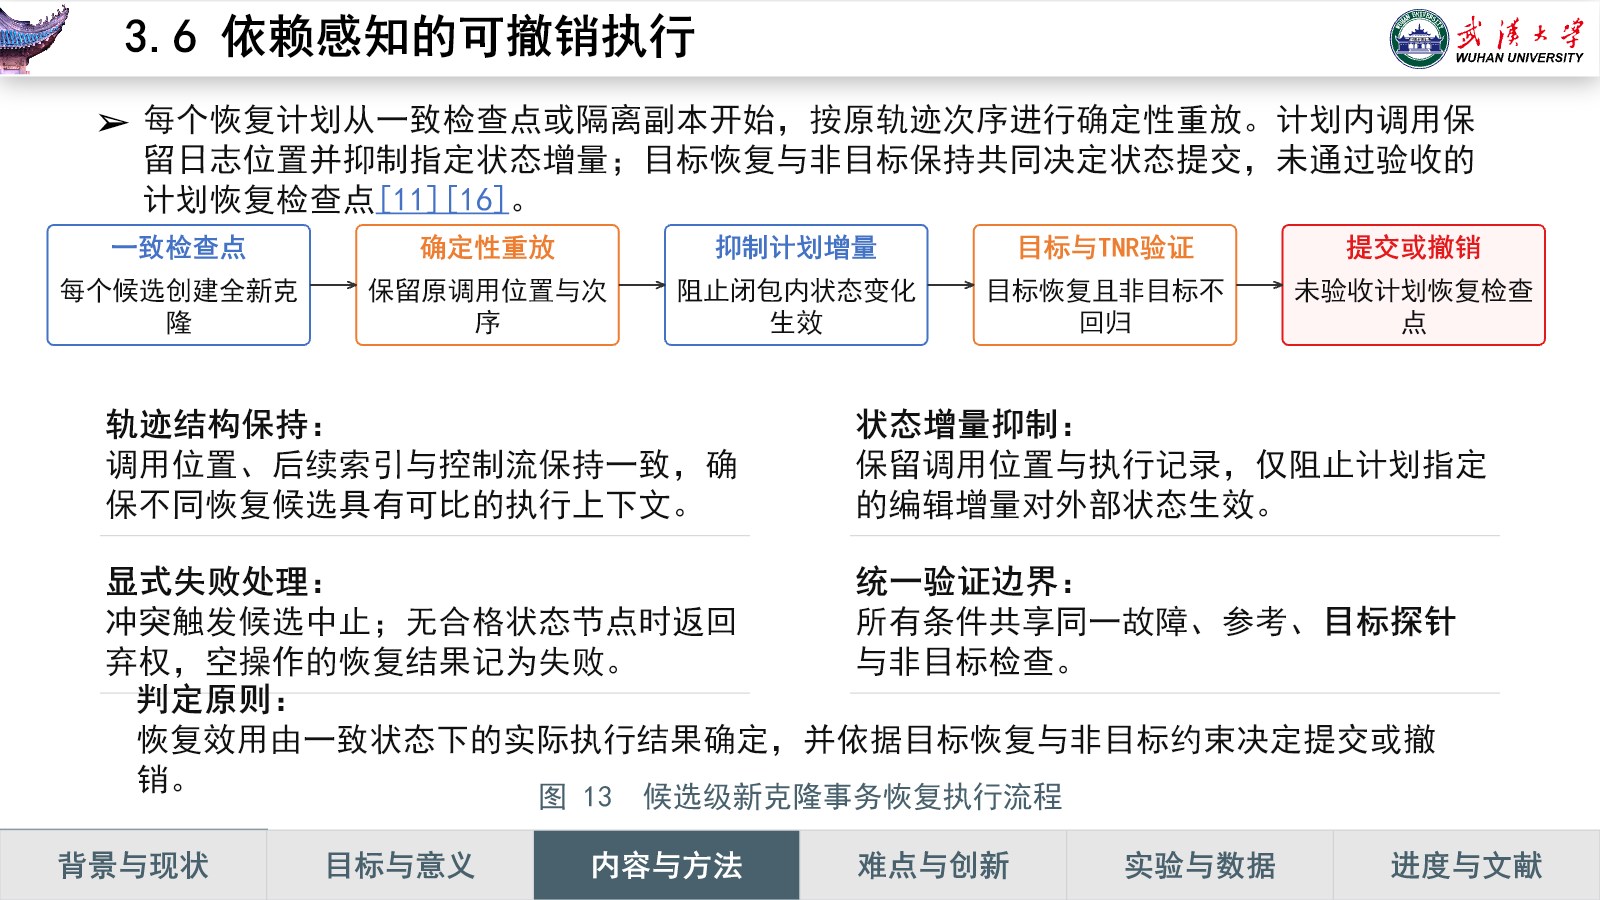 3.6 依赖感知的可撤销执行
武汉大学
WUHAN UNIVERSITY
➢ 每个恢复计划从一致检查点或隔离副本开始，按原轨迹次序进行确定性重放。计划内调用保
留日志位置并抑制指定状态增量；目标恢复与非目标保持共同决定状态提交，未通过验收的
计划恢复检查点[11][16]。
一致检查点
每个候选创建全新克
隆
确定性重放
保留原调用位置与次
序
抑制计划增量
阻止闭包内状态变化
生效
目标与TNR验证
目标恢复且非目标不
回归
提交或撤销
未验收计划恢复检查
点
轨迹结构保持：
调用位置、后续索引与控制流保持一致，确
保不同恢复候选具有可比的执行上下文。
状态增量抑制：
保留调用位置与执行记录，仅阻止计划指定
的编辑增量对外部状态生效。
显式失败处理：
冲突触发候选中止；无合格状态节点时返回
弃权，空操作的恢复结果记为失败。
统一验证边界：
所有条件共享同一故障、参考、目标探针
与非目标检查。
判定原则：
恢复效用由一致状态下的实际执行结果确定，并依据目标恢复与非目标约束决定提交或撤
销。
图 13 候选级新克隆事务恢复执行流程
背景与现状
目标与意义
内容与方法
难点与创新
实验与数据
进度与文献